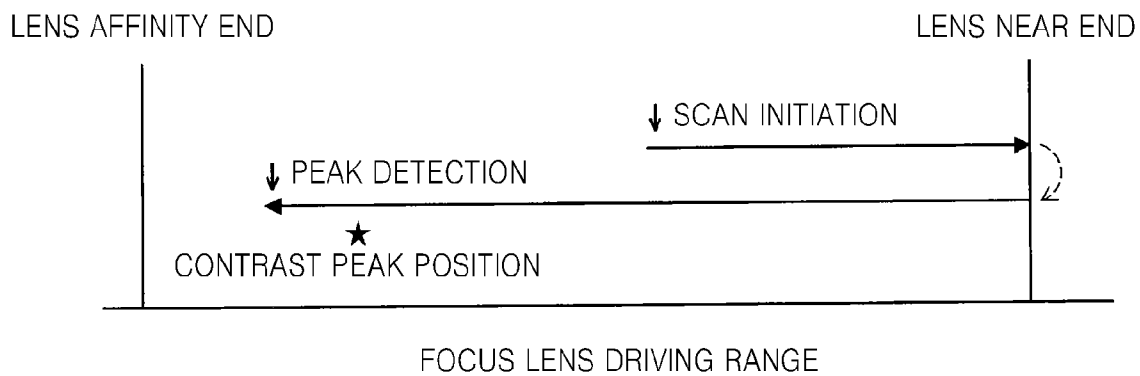 LENS AFFINITY END
LENS NEAR END
SCAN INITIATION
PEAK DETECTION
CONTRAST PEAK POSITION
FOCUS LENS DRIVING RANGE